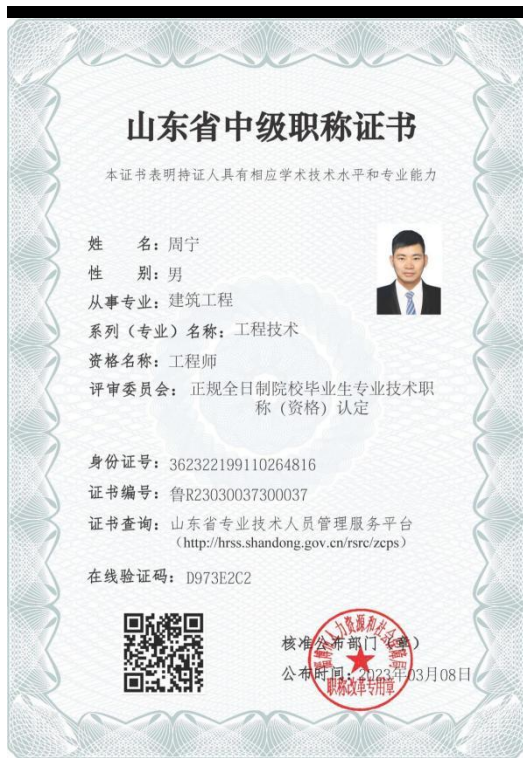 山东省中级职称证书
本证书表明持证人具有相应学术技术水平和专业能力
姓 名：周宁
性 别：男
从事专业：建筑工程
系列（专业）名称：工程技术
资格名称：工程师
评审委员会：正规全日制院校毕业生专业技术职
称（资格）认定
身份证号：362322199110264816
证书编号：鲁R23030037300037
证书查询：山东省专业技术人员管理服务平台
（http://hrss.shandong.gov.cn/rsrc/zcps）
在线验证码：D973E2C2
核准公布部门（章）
公布时间：2023年03月08日
职称改革专用章